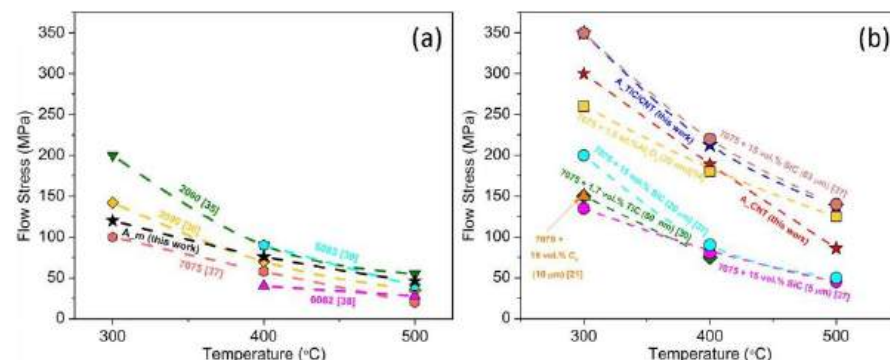 (a)
Flow Stress (MPa)
350
300
250
200
150
100
50
0
2060 [35]
5083 [39]
A_m (this work)
7075 [37]
6082 [38]
300
400
500
Temperature (°C)
(b)
Flow Stress (MPa)
350
300
250
200
150
100
50
0
A_TiC/CNT (this work)
7075 + 15 vol.% SiC (63 μm) [37]
7075 + 15 vol.% SiC (20 μm) [37]
7075 + 1.7 vol.% TiC (50 nm) [30]
A_CNT (this work)
7075 +
(10 μm) [21]
7075 + 15 vol.% SiC (5 μm) [37]
300
400
500
Temperature (°C)